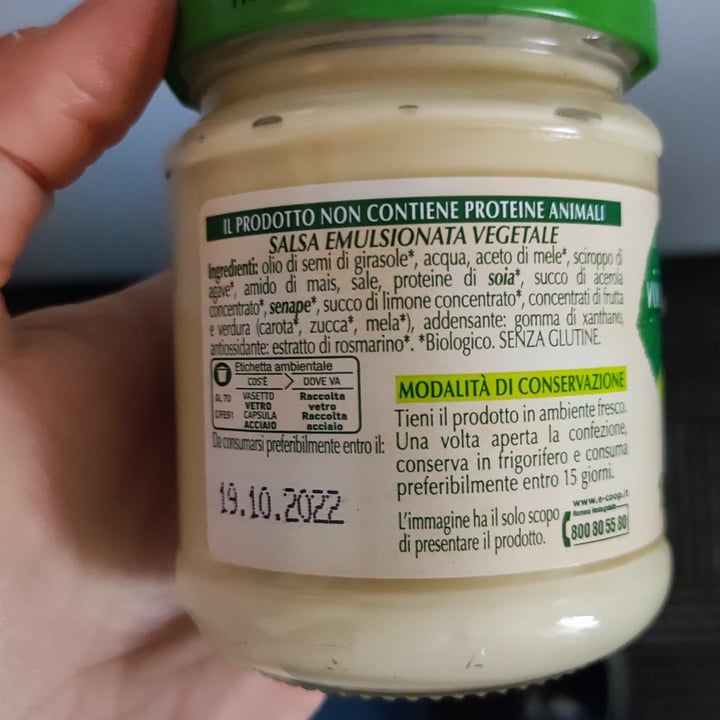 IL PRODOTTO NON CONTIENE PROTEINE ANIMALI
SALSA EMULSIONATA VEGETALE
Ingredienti: olio di semi di girasole*, acqua, aceto di mele*, sciroppo di
agave*, amido di mais, sale, proteine di soia*, succo di acerola
concentrato*, senape*, succo di limone concentrato*, concentrati di frutta
e verdura (carota*, zucca*, mela*), addensante: gomma di xanthano,
antiossidante: estratto di rosmarino*. *Biologico. SENZA GLUTINE.
Etichetta ambientale
COS'È DOVE VA
GL 70 VASETTO Raccolta
VETRO vetro
C/FE91 CAPSULA Raccolta
ACCIAIO acciaio
Da consumarsi preferibilmente entro il:
19.10.2022
MODALITÀ DI CONSERVAZIONE
Tieni il prodotto in ambiente fresco.
Una volta aperta la confezione,
conserva in frigorifero e consuma
preferibilmente entro 15 giorni.
L'immagine ha il solo scopo
di presentare il prodotto.
www.e-coop.it
Numero Verde gratuito
800 80 55 80